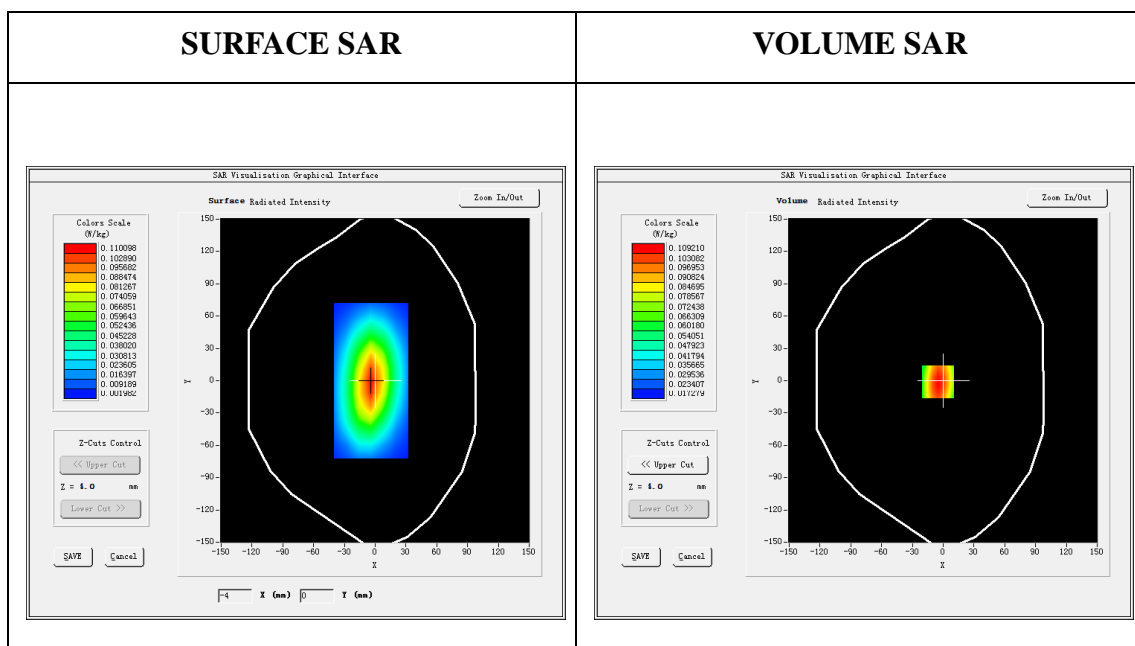 SURFACE SAR
VOLUME SAR
SAR Visualisation Graphical Interface
Surface Radiated Intensity
Zoom In/Out
Colors Scale
(W/kg)
0.110098
0.102890
0.095682
0.088474
0.081267
0.074059
0.066851
0.059643
0.052436
0.045228
0.038020
0.030813
0.023605
0.016397
0.009189
0.001982
Z-Cuts Control
<< Upper Cut
Z = 4.0 mm
Lower Cut >>
SAVE Cancel
150
120
90
60
30
0
-30
-60
-90
-120
-150
Y
-150 -120 -90 -60 -30 0 30 60 90 120 150
X
-4 X (mm) 0 Y (mm)
SAR Visualisation Graphical Interface
Volume Radiated Intensity
Zoom In/Out
Colors Scale
(W/kg)
0.109210
0.103082
0.096953
0.090824
0.084695
0.078567
0.072438
0.066309
0.060180
0.054051
0.047923
0.041794
0.035665
0.029536
0.023407
0.017279
Z-Cuts Control
<< Upper Cut
Z = 4.0 mm
Lower Cut >>
SAVE Cancel
150
120
90
60
30
0
-30
-60
-90
-120
-150
Y
-150 -120 -90 -60 -30 0 30 60 90 120 150
X